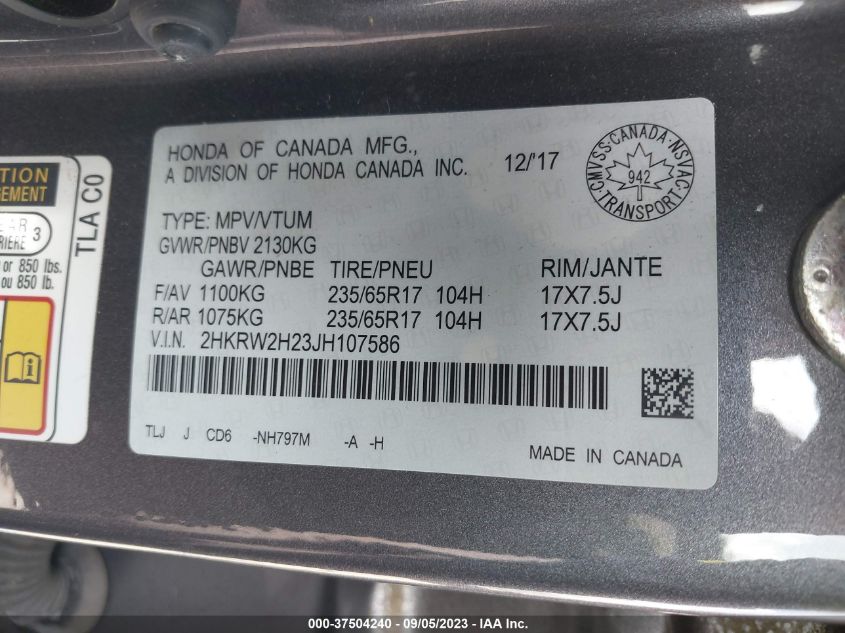 HONDA OF CANADA MFG.,
A DIVISION OF HONDA CANADA INC. 12/'17
CMVSS·CANADA·NSVAC·TRANSPORT·
942
TYPE: MPV/VTUM
GVWR/PNBV 2130KG
GAWR/PNBE TIRE/PNEU RIM/JANTE
F/AV 1100KG 235/65R17 104H 17X7.5J
R/AR 1075KG 235/65R17 104H 17X7.5J
V.I.N. 2HKRW2H23JH107586
TLJ J CD6 -NH797M -A -H
MADE IN CANADA
TLA C0
3
or 850 lbs.
ou 850 lb.
000-37504240 - 09/05/2023 - IAA Inc.